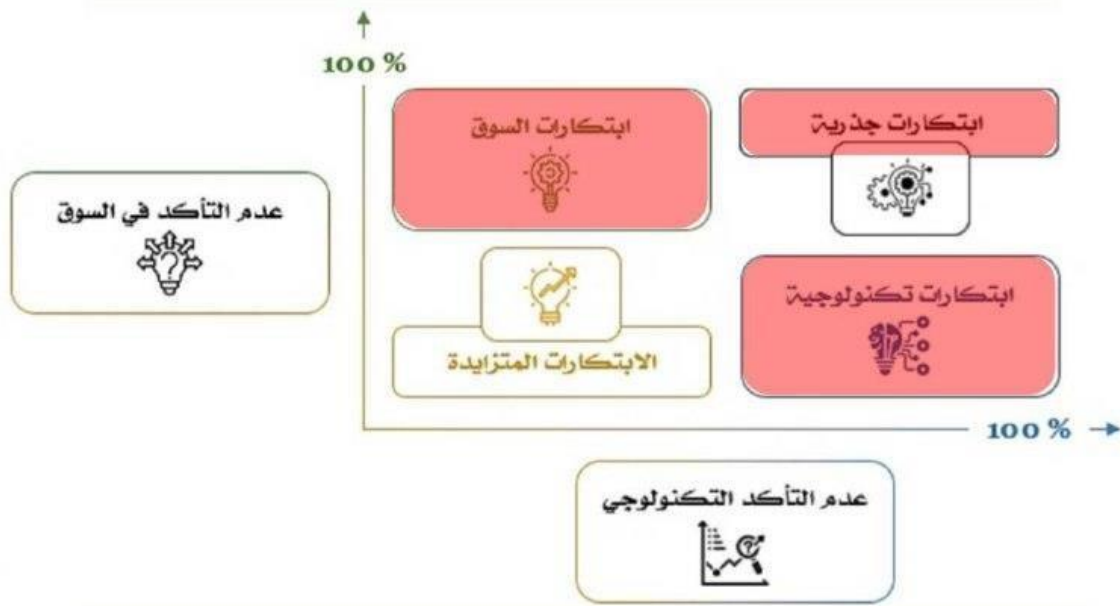 100 %
ابتكارات جذرية
ابتكارات السوق
عدم التأكد في السوق
ابتكارات تكنولوجية
الابتكارات المتزايدة
100 %
عدم التأكد التكنولوجي